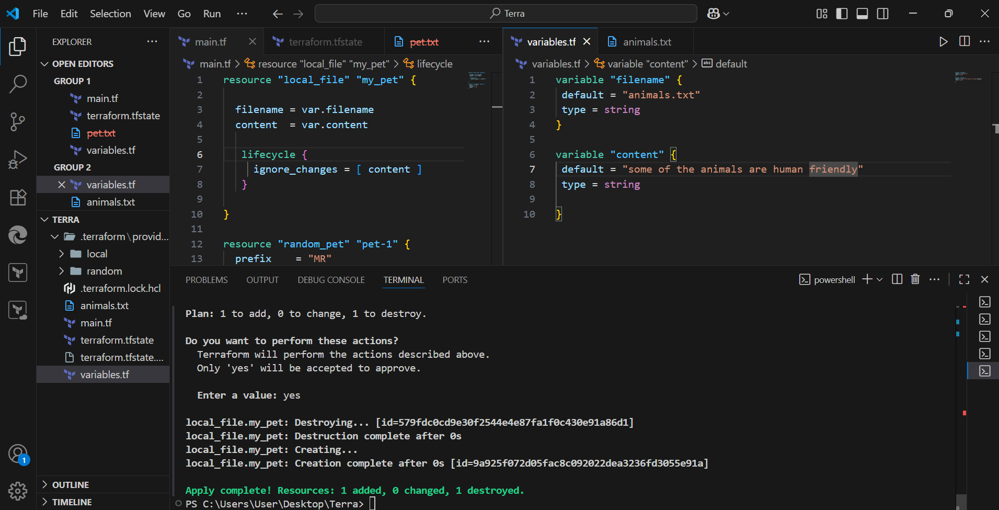 File Edit Selection View Go Run ···
Terra
EXPLORER ···
OPEN EDITORS
GROUP 1
main.tf
terraform.tfstate
pet.txt
variables.tf
GROUP 2
variables.tf
animals.txt
TERRA
.terraform\provid...
local
random
.terraform.lock.hcl
animals.txt
main.tf
terraform.tfstate
terraform.tfstate....
variables.tf
1
OUTLINE
TIMELINE
main.tf terraform.tfstate pet.txt ···
main.tf > resource "local_file" "my_pet" > lifecycle
1 resource "local_file" "my_pet" {
2
3 filename = var.filename
4 content  = var.content
5
6 lifecycle {
7 ignore_changes = [ content ]
8 }
9
10 }
11
12 resource "random_pet" "pet-1" {
13 prefix    = "MR"
variables.tf animals.txt ···
variables.tf > variable "content" > abc default
1 variable "filename" {
2 default = "animals.txt"
3 type = string
4 }
5
6 variable "content" {
7 default = "some of the animals are human friendly"
8 type = string
9
10 }
PROBLEMS OUTPUT DEBUG CONSOLE TERMINAL PORTS
powershell ···
Plan: 1 to add, 0 to change, 1 to destroy.
Do you want to perform these actions?
Terraform will perform the actions described above.
Only 'yes' will be accepted to approve.
Enter a value: yes
local_file.my_pet: Destroying... [id=579fdc0cd9e30f2544e4e87fa1f0c430e91a86d1]
local_file.my_pet: Destruction complete after 0s
local_file.my_pet: Creating...
local_file.my_pet: Creation complete after 0s [id=9a925f072d05fac8c092022dea3236fd3055e91a]
Apply complete! Resources: 1 added, 0 changed, 1 destroyed.
PS C:\Users\User\Desktop\Terra>